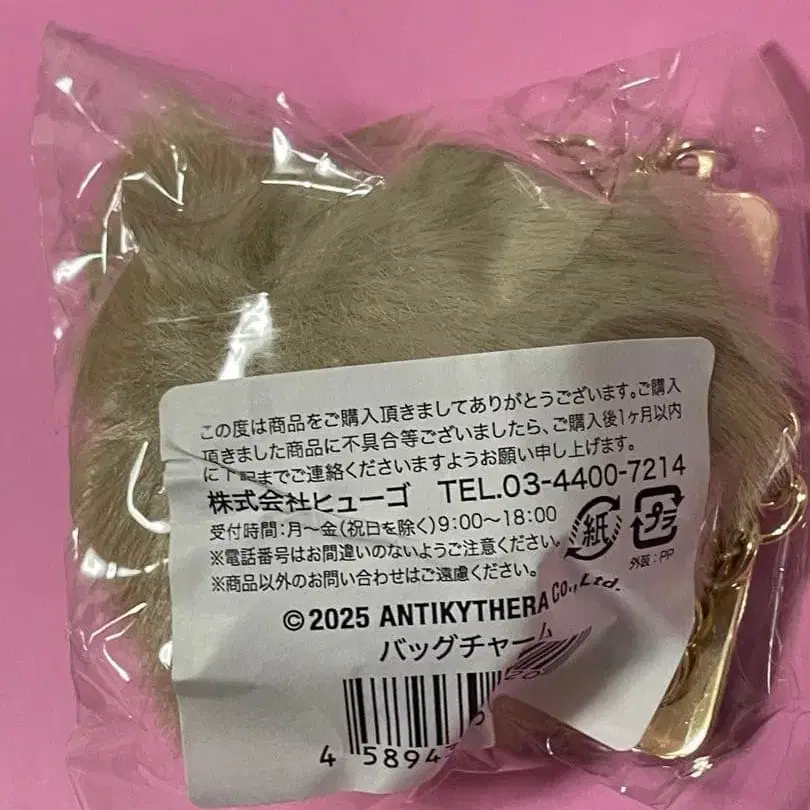 この度は商品をご購入頂きましてありがとうございます。ご購入
頂きました商品に不具合等ございましたら、ご購入後1ヶ月以内
に下記までご連絡くださいますようお願い申し上げます。
株式会社ヒューゴ TEL.03-4400-7214
受付時間:月〜金(祝日を除く)9:00〜18:00
※電話番号はお間違いのないようご注意ください。
※商品以外のお問い合わせはご遠慮ください。
紙
プラ
外装:PP
©2025 ANTIKYTHERA Co., Ltd.
バッグチャーム
20
4 5894